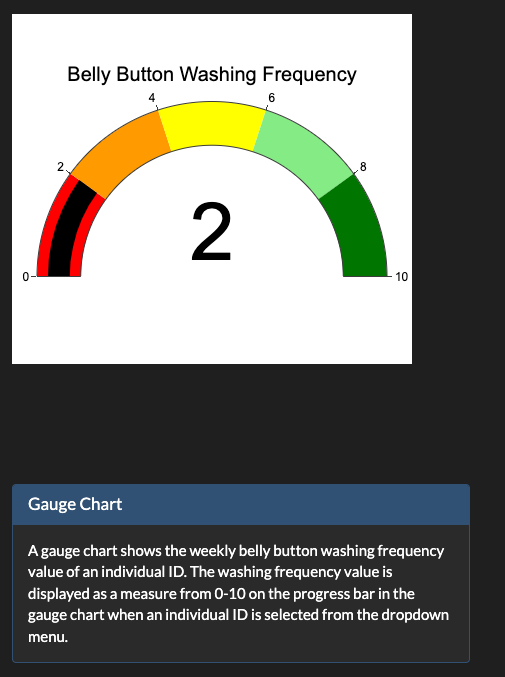 Belly Button Washing Frequency
4
6
2
8
2
0
10
Gauge Chart
A gauge chart shows the weekly belly button washing frequency
value of an individual ID. The washing frequency value is
displayed as a measure from 0-10 on the progress bar in the
gauge chart when an individual ID is selected from the dropdown
menu.